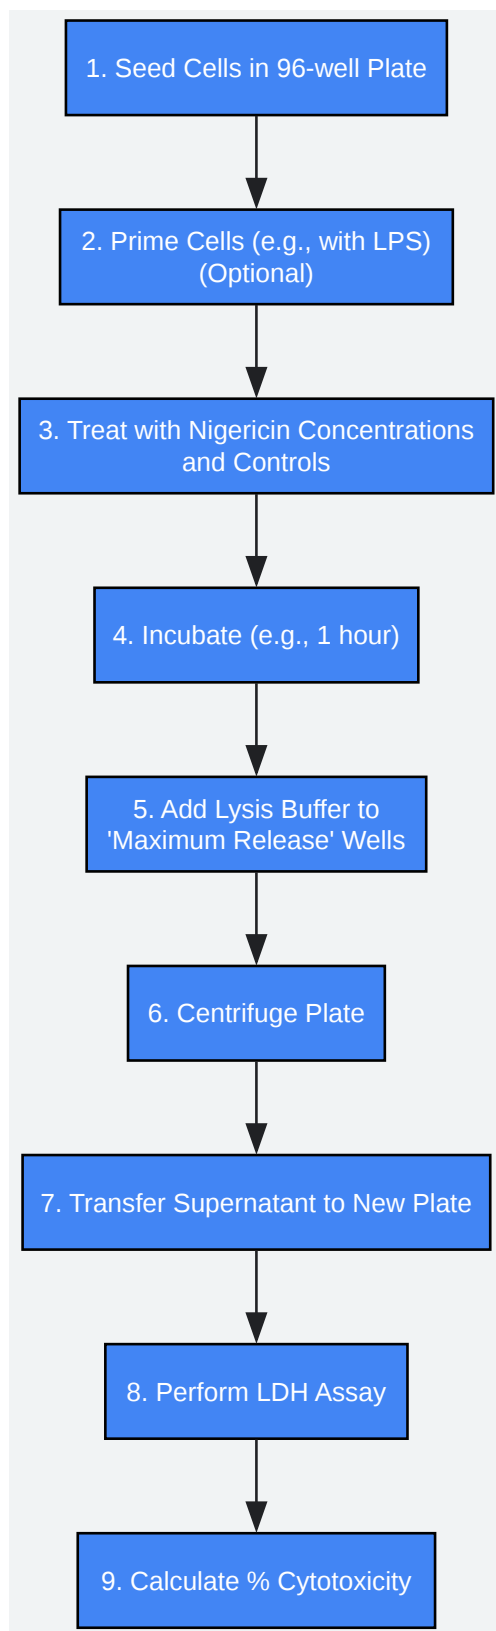 1. Seed Cells in 96-well Plate
2. Prime Cells (e.g., with LPS)
(Optional)
3. Treat with Nigericin Concentrations
and Controls
4. Incubate (e.g., 1 hour)
5. Add Lysis Buffer to
'Maximum Release' Wells
6. Centrifuge Plate
7. Transfer Supernatant to New Plate
8. Perform LDH Assay
9. Calculate % Cytotoxicity